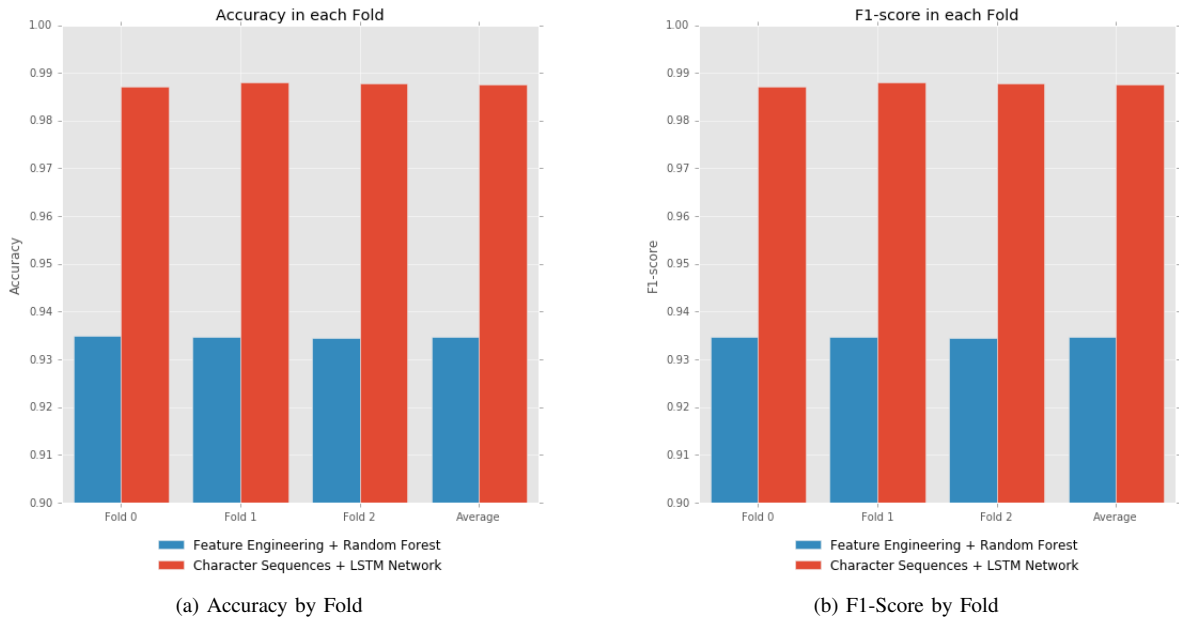 Accuracy in each Fold
1.00
0.99
0.98
0.97
0.96
0.95
0.94
0.93
0.92
0.91
0.90
Accuracy
Fold 0 Fold 1 Fold 2 Average
Feature Engineering + Random Forest
Character Sequences + LSTM Network
(a) Accuracy by Fold
F1-score in each Fold
1.00
0.99
0.98
0.97
0.96
0.95
0.94
0.93
0.92
0.91
0.90
F1-score
Fold 0 Fold 1 Fold 2 Average
Feature Engineering + Random Forest
Character Sequences + LSTM Network
(b) F1-Score by Fold